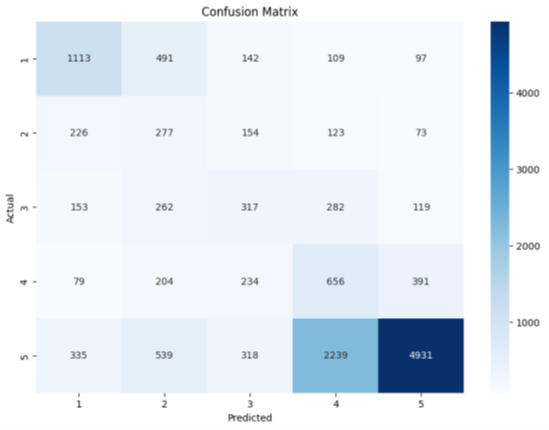 Confusion Matrix
1 1113 491 142 109 97
2 226 277 154 123 73
3 153 262 317 282 119
4 79 204 234 656 391
5 335 539 318 2239 4931
1 2 3 4 5
Predicted
Actual
4000
3000
2000
1000